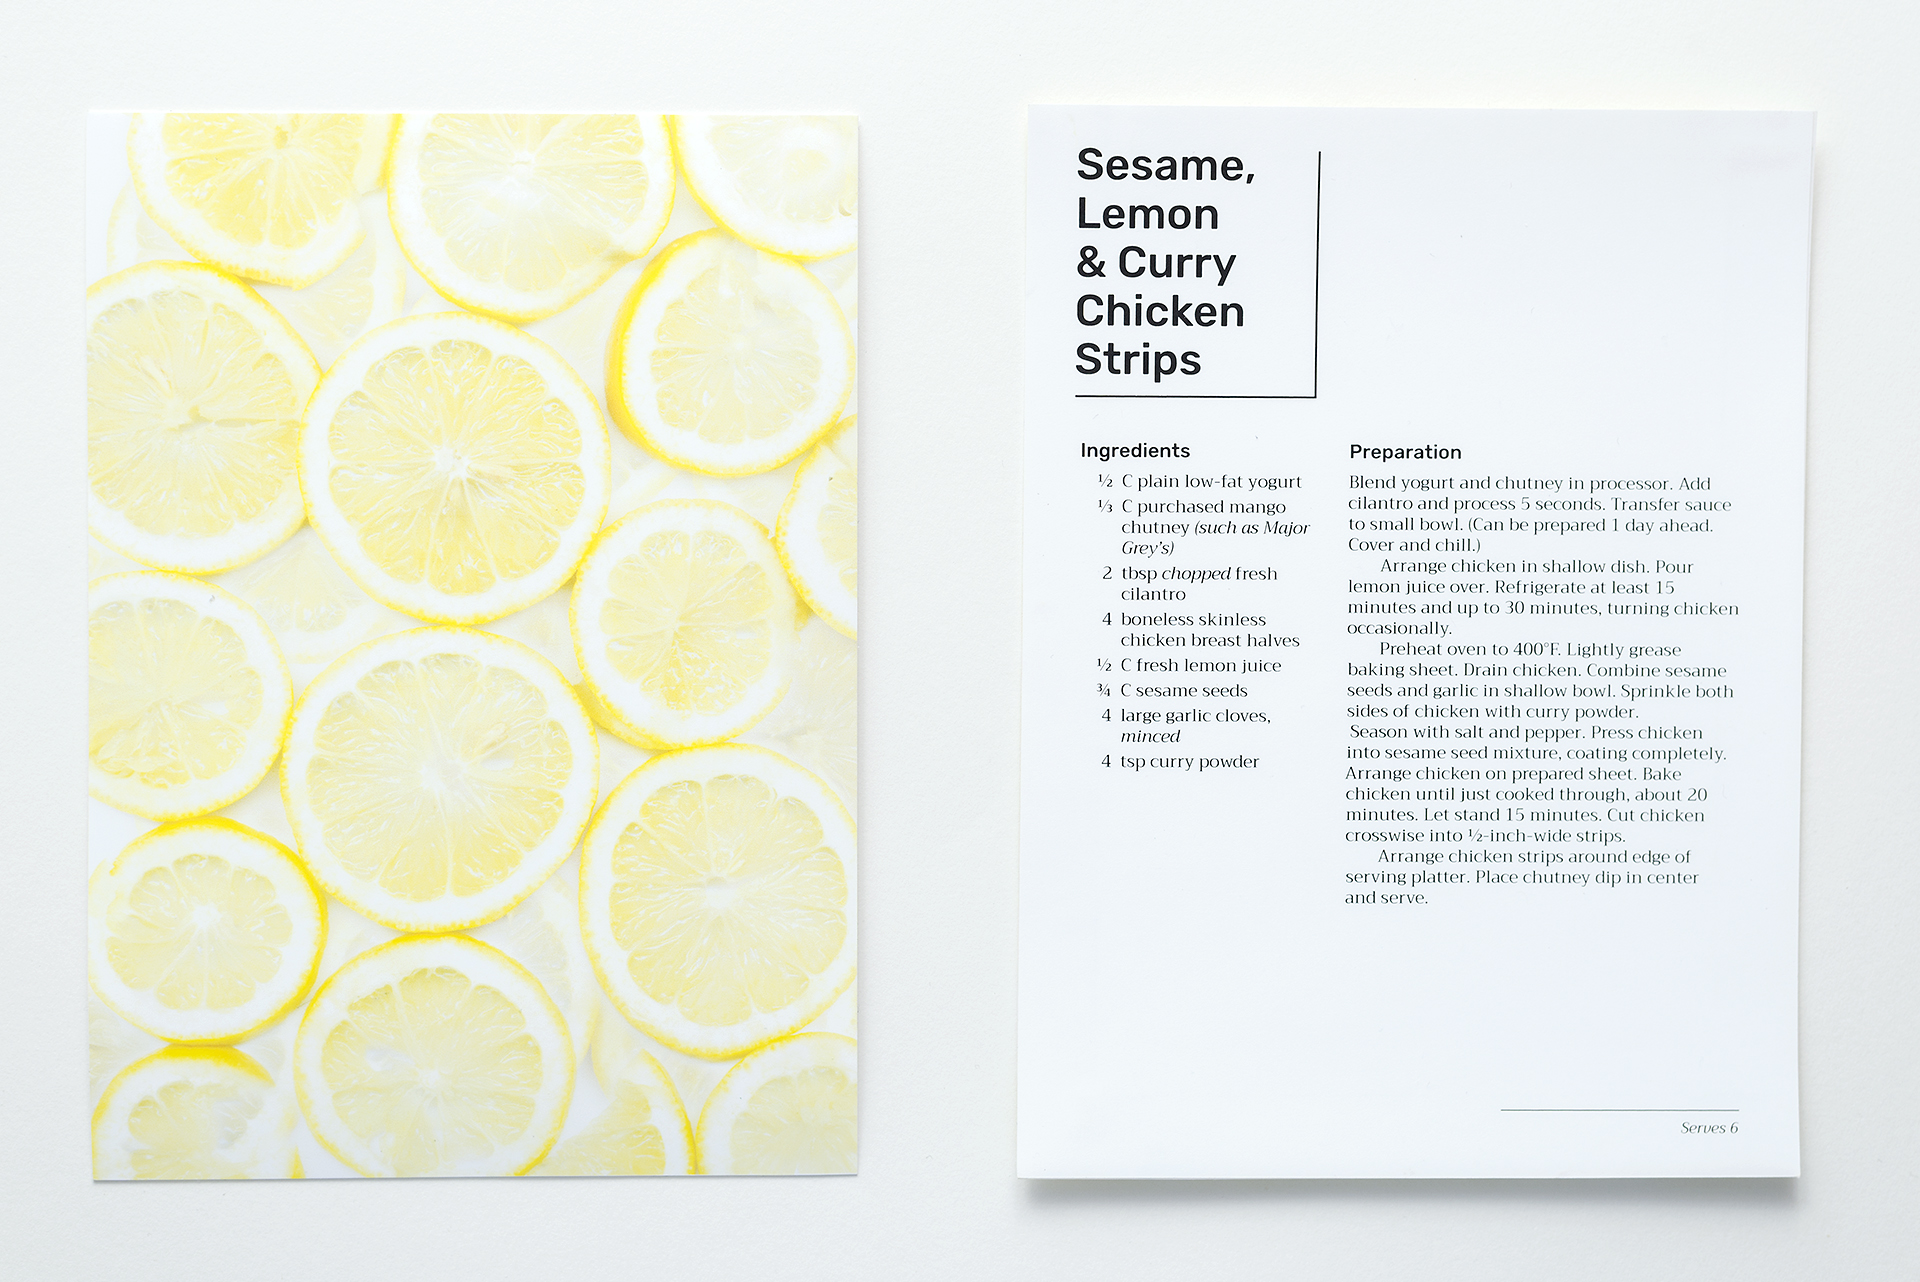 Sesame,
Lemon
& Curry
Chicken
Strips
Ingredients
½ C plain low-fat yogurt
⅓ C purchased mango
chutney (such as Major
Grey's)
2 tbsp chopped fresh
cilantro
4 boneless skinless
chicken breast halves
½ C fresh lemon juice
¾ C sesame seeds
4 large garlic cloves,
minced
4 tsp curry powder
Preparation
Blend yogurt and chutney in processor. Add
cilantro and process 5 seconds. Transfer sauce
to small bowl. (Can be prepared 1 day ahead.
Cover and chill.)
Arrange chicken in shallow dish. Pour
lemon juice over. Refrigerate at least 15
minutes and up to 30 minutes, turning chicken
occasionally.
Preheat oven to 400°F. Lightly grease
baking sheet. Drain chicken. Combine sesame
seeds and garlic in shallow bowl. Sprinkle both
sides of chicken with curry powder.
Season with salt and pepper. Press chicken
into sesame seed mixture, coating completely.
Arrange chicken on prepared sheet. Bake
chicken until just cooked through, about 20
minutes. Let stand 15 minutes. Cut chicken
crosswise into ½-inch-wide strips.
Arrange chicken strips around edge of
serving platter. Place chutney dip in center
and serve.
Serves 6